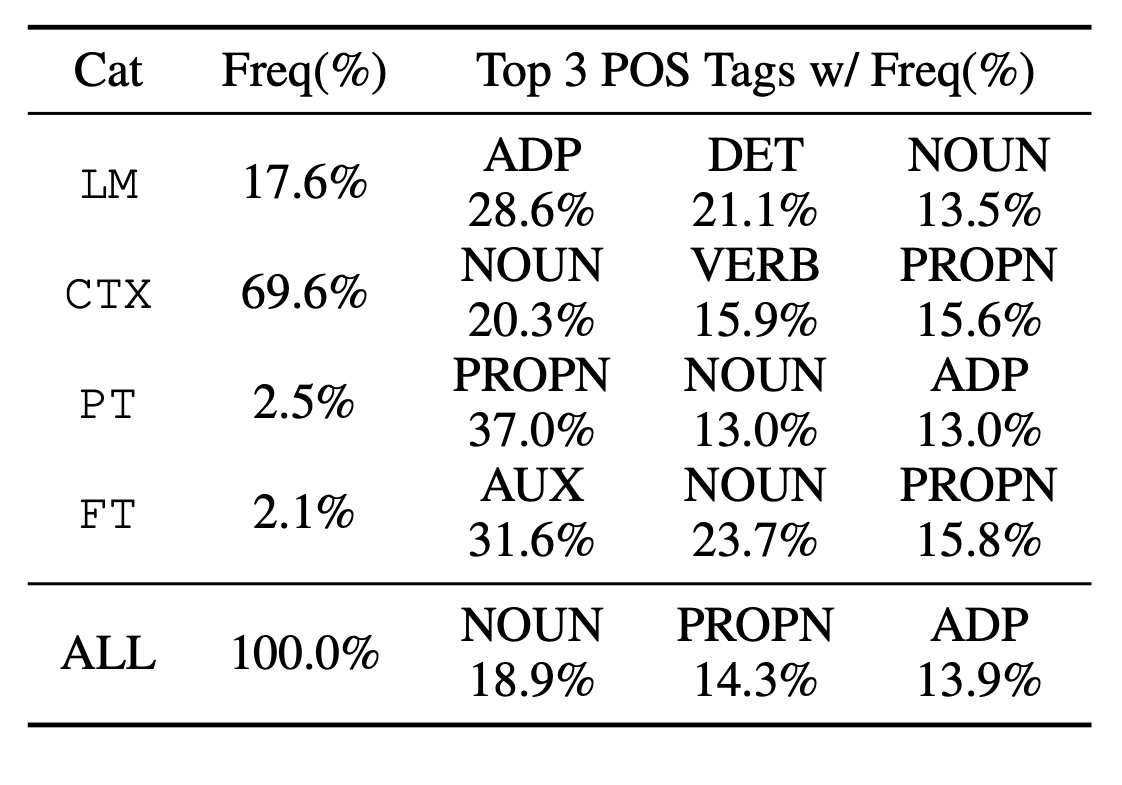 Cat Freq(%) Top 3 POS Tags w/ Freq(%)
ADP DET NOUN
LM 17.6%
28.6% 21.1% 13.5%
NOUN VERB PROPN
CTX 69.6%
20.3% 15.9% 15.6%
PROPN NOUN ADP
PT 2.5%
37.0% 13.0% 13.0%
AUX NOUN PROPN
FT 2.1%
31.6% 23.7% 15.8%
NOUN PROPN ADP
ALL 100.0%
18.9% 14.3% 13.9%